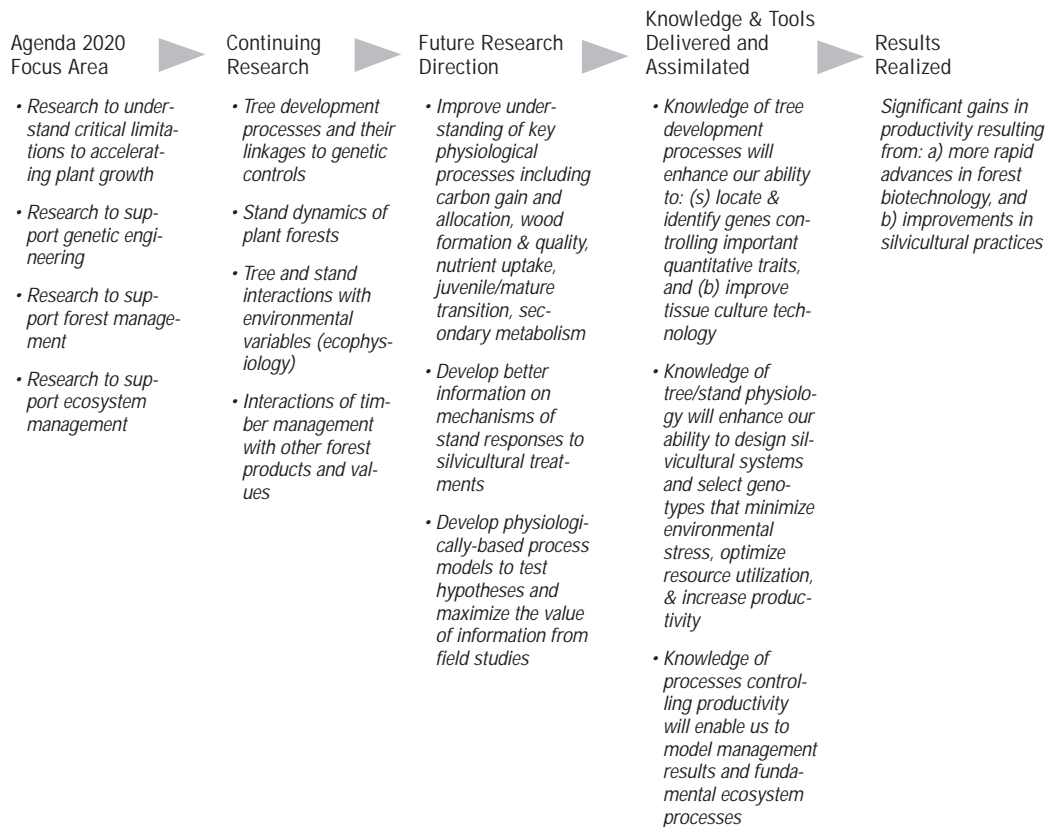 Agenda 2020
Focus Area
• Research to under-
stand critical limita-
tions to accelerat-
ing plant growth
• Research to sup-
port genetic engi-
neering
• Research to sup-
port forest manage-
ment
• Research to sup-
port ecosystem
management
Continuing
Research
• Tree development
processes and their
linkages to genetic
controls
• Stand dynamics of
plant forests
• Tree and stand
interactions with
environmental
variables (ecophys-
iology)
• Interactions of tim-
ber management
with other forest
products and val-
ues
Future Research
Direction
• Improve under-
standing of key
physiological
processes including
carbon gain and
allocation, wood
formation & quality,
nutrient uptake,
juvenile/mature
transition, sec-
ondary metabolism
• Develop better
information on
mechanisms of
stand responses to
silvicultural treat-
ments
• Develop physiologi-
cally-based process
models to test
hypotheses and
maximize the value
of information from
field studies
Knowledge & Tools
Delivered and
Assimilated
• Knowledge of tree
development
processes will
enhance our ability
to: (s) locate &
identify genes con-
trolling important
quantitative traits,
and (b) improve
tissue culture tech-
nology
• Knowledge of
tree/stand physiolo-
gy will enhance our
ability to design sil-
vicultural systems
and select geno-
types that minimize
environmental
stress, optimize
resource utilization,
& increase produc-
tivity
• Knowledge of
processes control-
ling productivity
will enable us to
model management
results and funda-
mental ecosystem
processes
Results
Realized
Significant gains in
productivity resulting
from: a) more rapid
advances in forest
biotechnology, and
b) improvements in
silvicultural practices